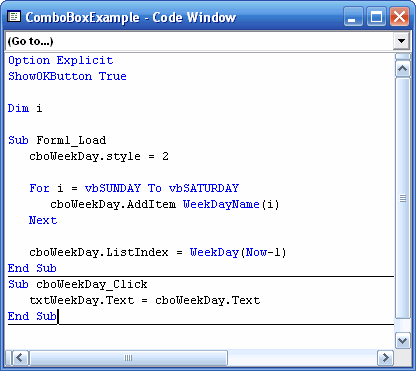 ComboBoxExample - Code Window
(Go to...)
Option Explicit
ShowOKButton True
Dim i
Sub Form1_Load
cboWeekDay.style = 2
For i = vbSUNDAY To vbSATURDAY
cboWeekDay.AddItem WeekDayName(i)
Next
cboWeekDay.ListIndex = WeekDay(Now-1)
End Sub
Sub cboWeekDay_Click
txtWeekDay.Text = cboWeekDay.Text
End Sub